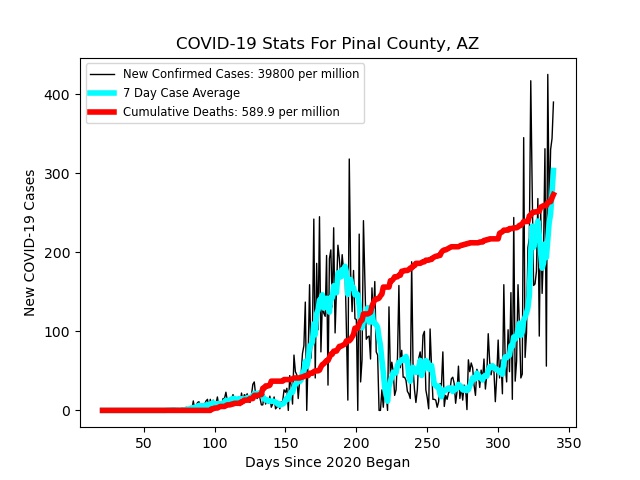 COVID-19 Stats For Pinal County, AZ
New Confirmed Cases: 39800 per million
7 Day Case Average
Cumulative Deaths: 589.9 per million
400
300
200
100
0
New COVID-19 Cases
50 100 150 200 250 300 350
Days Since 2020 Began